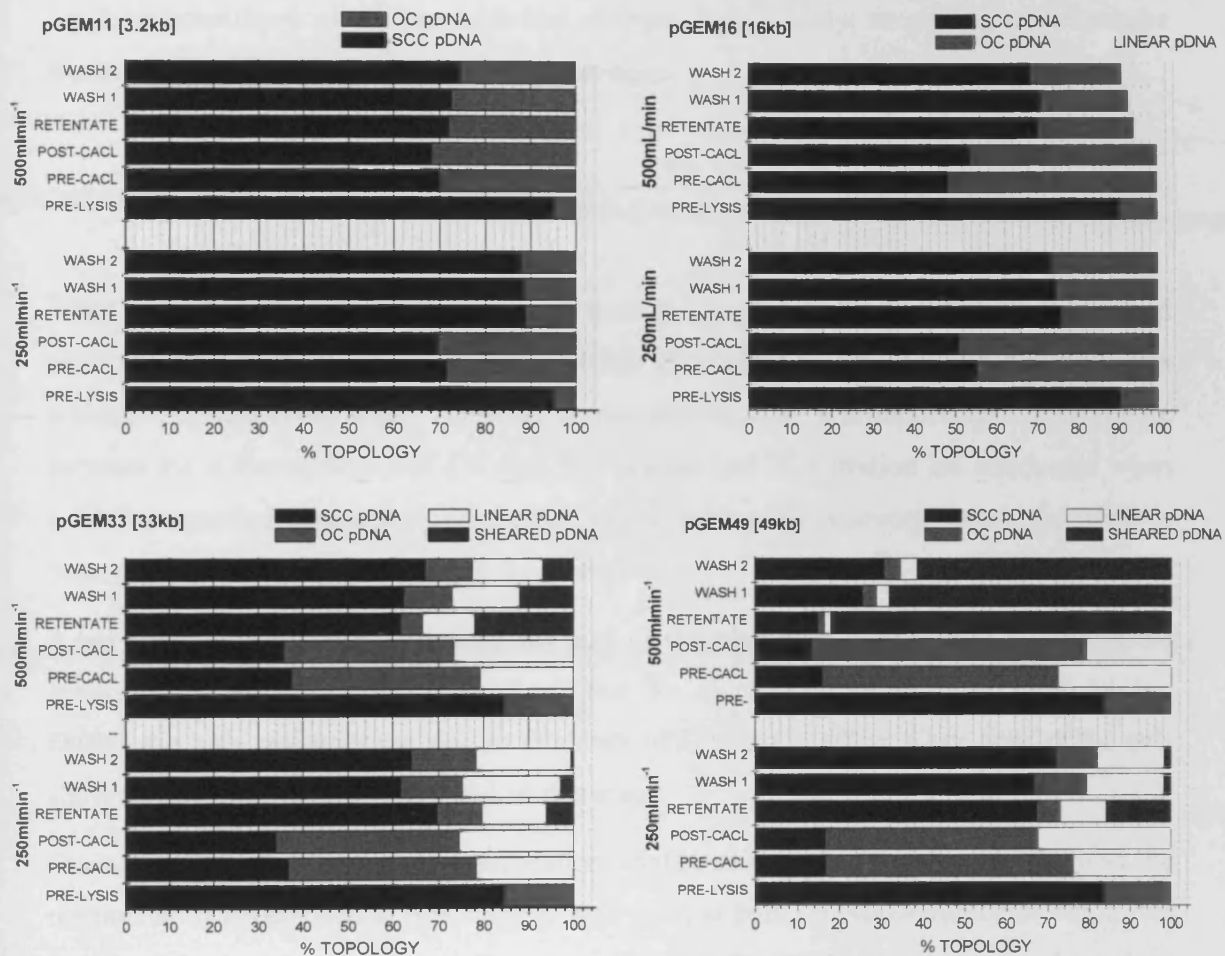 pGEM11 [3.2kb]
OC pDNA
SCC pDNA
500mlmin-1
WASH 2
WASH 1
RETENTATE
POST-CACL
PRE-CACL
PRE-LYSIS
250mlmin-1
WASH 2
WASH 1
RETENTATE
POST-CACL
PRE-CACL
PRE-LYSIS
0 10 20 30 40 50 60 70 80 90 100
% TOPOLOGY
pGEM16 [16kb]
SCC pDNA
OC pDNA LINEAR pDNA
500mL/min
WASH 2
WASH 1
RETENTATE
POST-CACL
PRE-CACL
PRE-LYSIS
250mL/min
WASH 2
WASH 1
RETENTATE
POST-CACL
PRE-CACL
PRE-LYSIS
0 10 20 30 40 50 60 70 80 90 100
% TOPOLOGY
pGEM33 [33kb]
SCC pDNA LINEAR pDNA
OC pDNA SHEARED pDNA
500mlmin-1
WASH 2
WASH 1
RETENTATE
POST-CACL
PRE-CACL
PRE-LYSIS
250mlmin-1
WASH 2
WASH 1
RETENTATE
POST-CACL
PRE-CACL
PRE-LYSIS
0 10 20 30 40 50 60 70 80 90 100
% TOPOLOGY
pGEM49 [49kb]
SCC pDNA LINEAR pDNA
OC pDNA SHEARED pDNA
500mlmin-1
WASH 2
WASH 1
RETENTATE
POST-CACL
PRE-CACL
PRE-
250mlmin-1
WASH 2
WASH 1
RETENTATE
POST-CACL
PRE-CACL
PRE-LYSIS
0 10 20 30 40 50 60 70 80 90 100
% TOPOLOGY